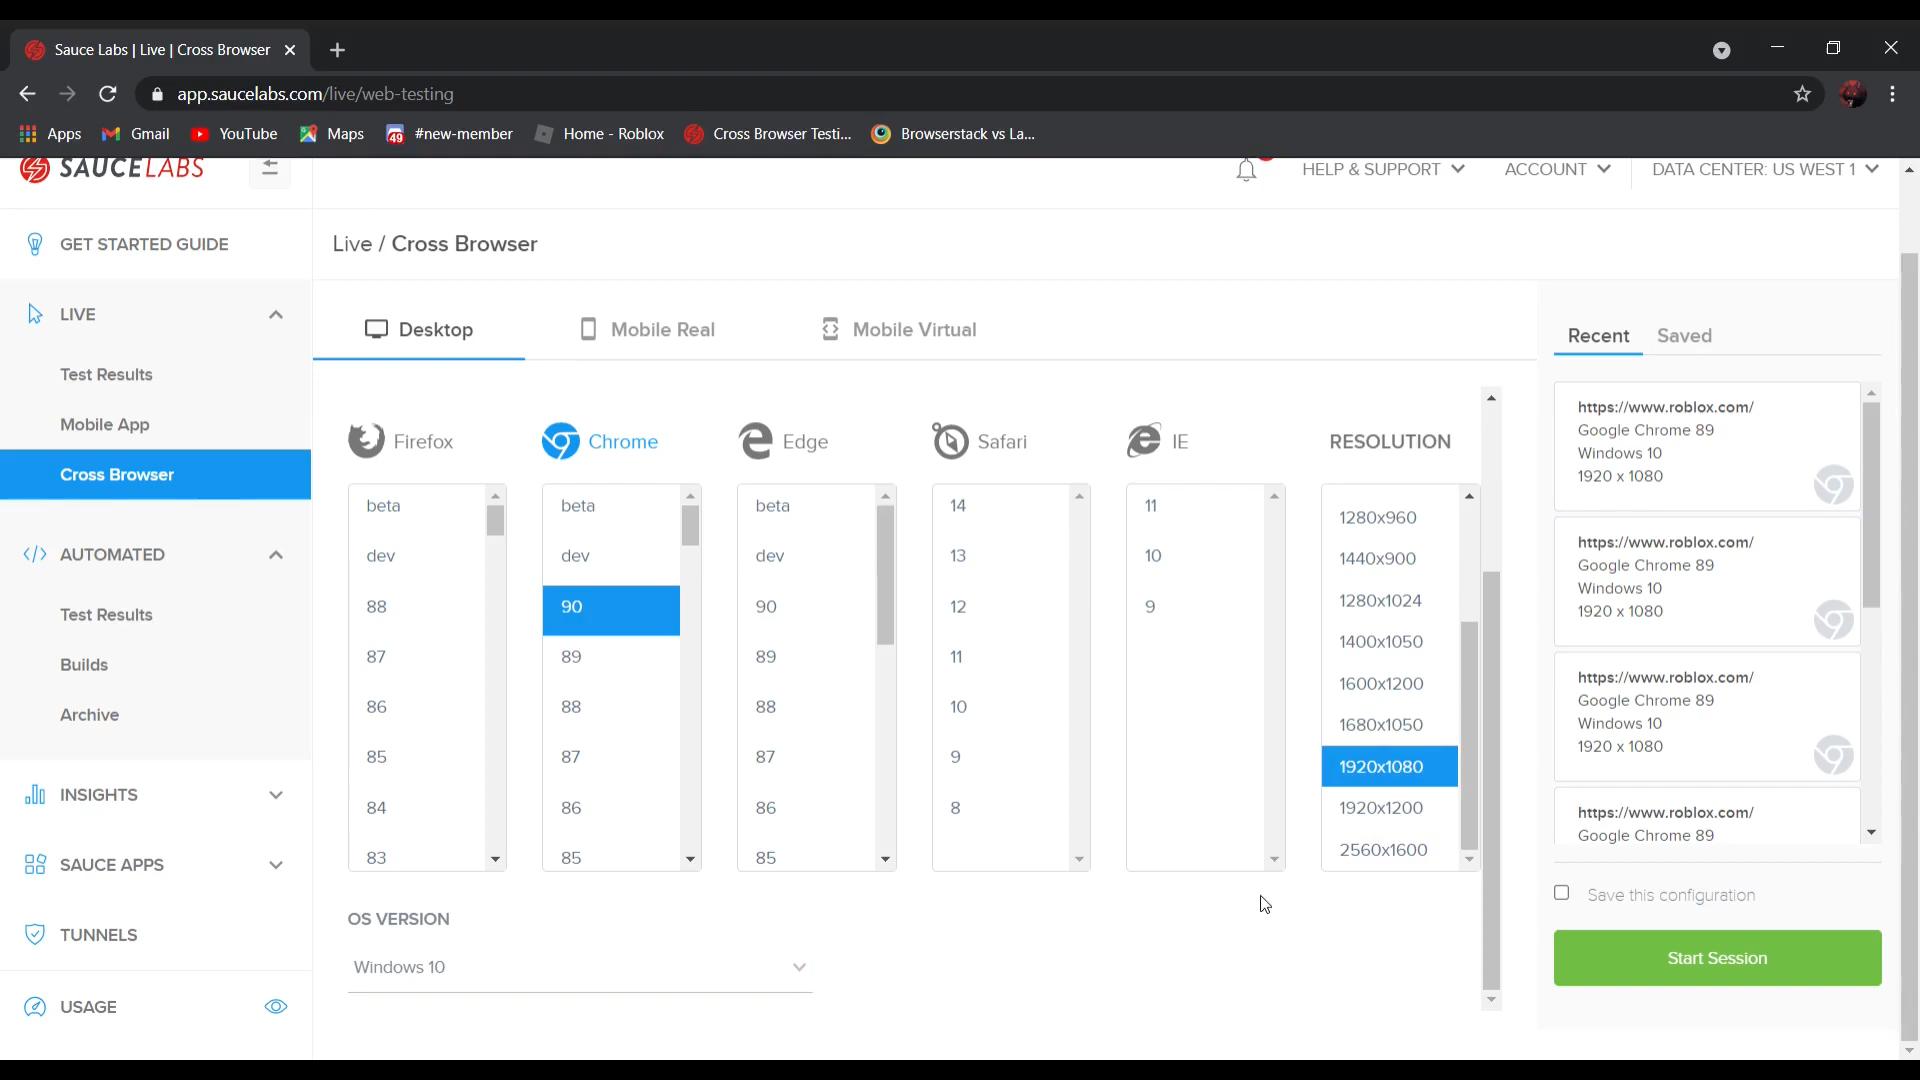 Sauce Labs | Live | Cross Browser
app.saucelabs.com/live/web-testing
Apps
Gmail
YouTube
Maps
49
#new-member
Home - Roblox
Cross Browser Testi...
Browserstack vs La...
SAUCELABS
HELP & SUPPORT
ACCOUNT
DATA CENTER: US WEST 1
GET STARTED GUIDE
LIVE
Test Results
Mobile App
Cross Browser
AUTOMATED
Test Results
Builds
Archive
INSIGHTS
SAUCE APPS
TUNNELS
USAGE
Live / Cross Browser
Desktop
Mobile Real
Mobile Virtual
Firefox
beta
dev
88
87
86
85
84
83
Chrome
beta
dev
90
89
88
87
86
85
Edge
beta
dev
90
89
88
87
86
85
Safari
14
13
12
11
10
9
8
IE
11
10
9
RESOLUTION
1280x960
1440x900
1280x1024
1400x1050
1600x1200
1680x1050
1920x1080
1920x1200
2560x1600
OS VERSION
Windows 10
Recent
Saved
https://www.roblox.com/
Google Chrome 89
Windows 10
1920 x 1080
https://www.roblox.com/
Google Chrome 89
Windows 10
1920 x 1080
https://www.roblox.com/
Google Chrome 89
Windows 10
1920 x 1080
https://www.roblox.com/
Google Chrome 89
Save this configuration
Start Session